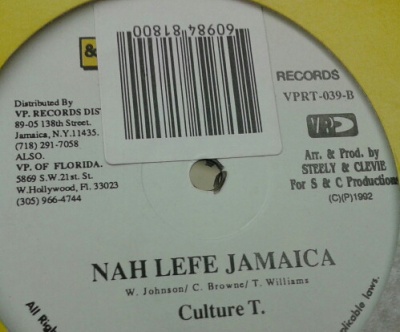 60984 81800
&
RECORDS
VPRT-039-B
VP
Distributed By
VP. RECORDS DIS
89-05 138th Street.
Jamaica, N.Y.11435.
(718) 291-7058
ALSO.
VP. OF FLORIDA.
5869 S.W.21st. St.
W.Hollywood, Fl. 33023
(305) 966-4744
Arr. & Prod. by
STEELY & CLEVIE
For S & C Production
(C)(P)1992
NAH LEFE JAMAICA
W. Johnson/ C. Browne/ T. Williams
Culture T.
All Righ
plicable laws.